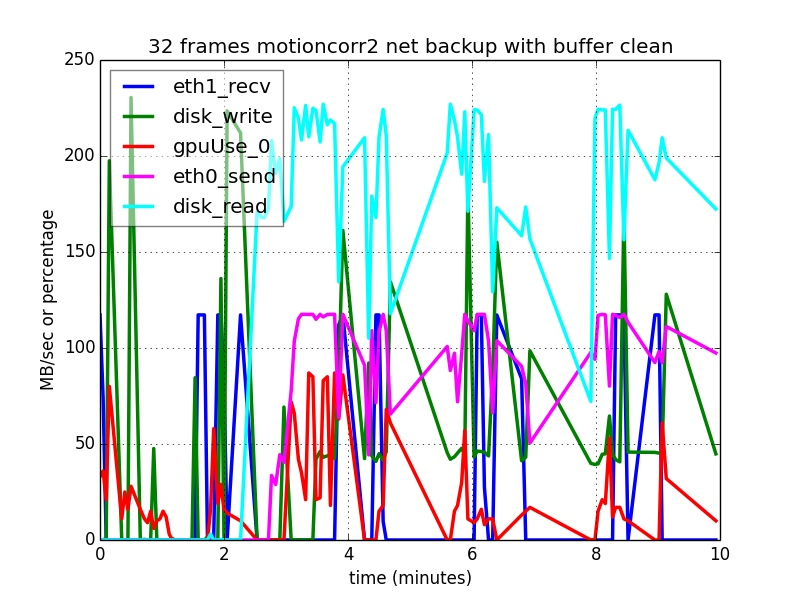 32 frames motioncorr2 net backup with buffer clean
250
200
150
100
50
0
MB/sec or percentage
eth1_recv
disk_write
gpuUse_0
eth0_send
disk_read
0 2 4 6 8 10
time (minutes)